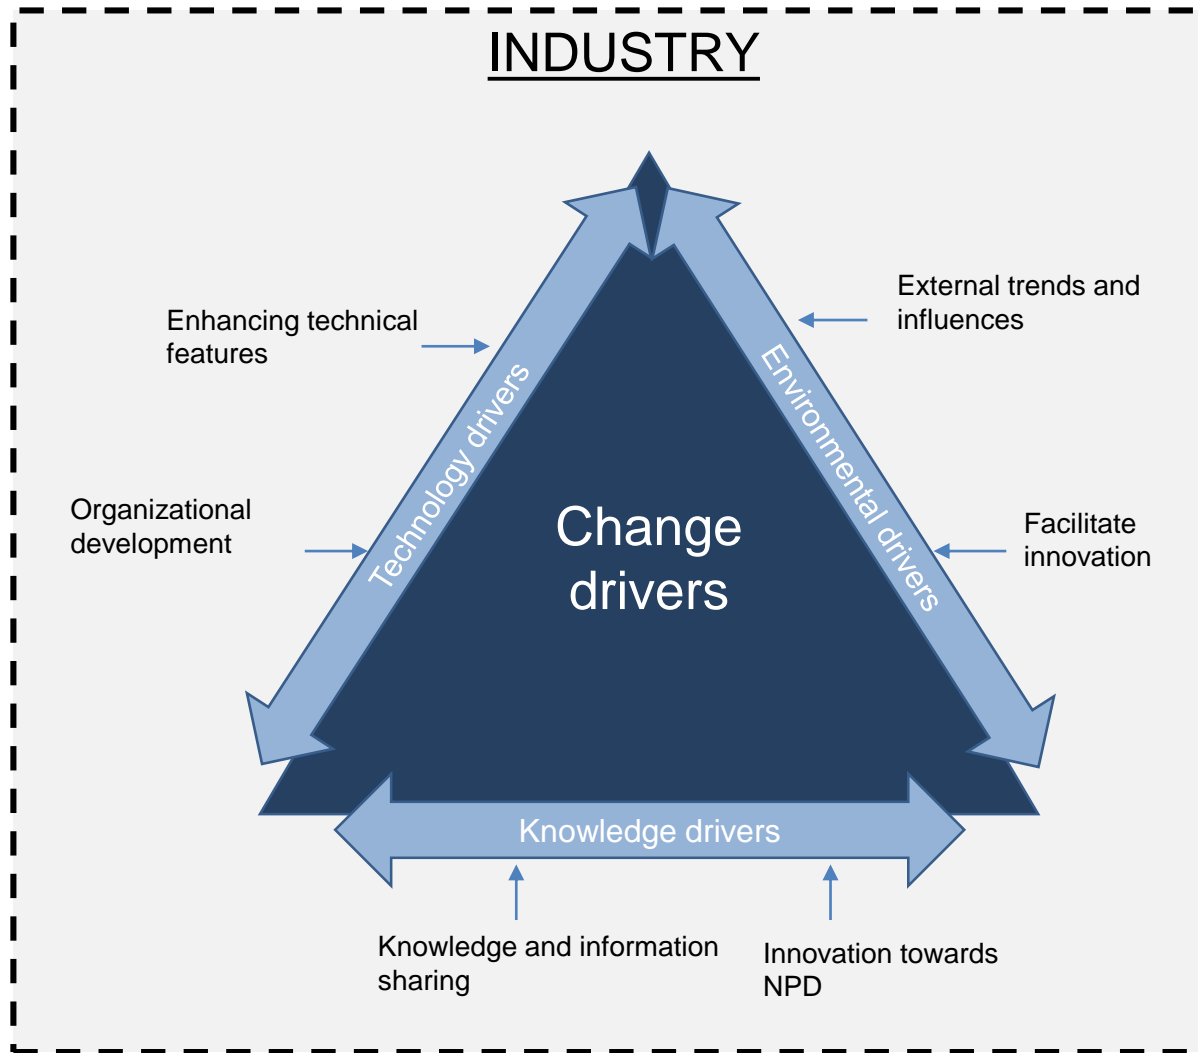 INDUSTRY
External trends and
influences
Enhancing technical
features
Technology drivers
Environmental drivers
Organizational
development
Change
drivers
Facilitate
innovation
Knowledge drivers
Knowledge and information
sharing
Innovation towards
NPD